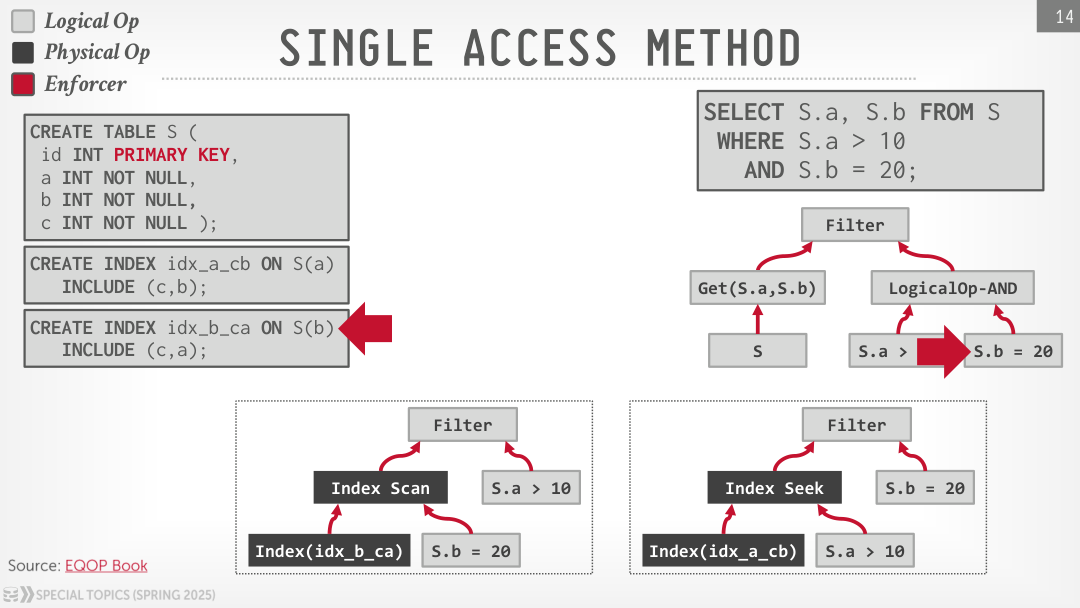 Logical Op
Physical Op
Enforcer
14
SINGLE ACCESS METHOD
CREATE TABLE S (
id INT PRIMARY KEY,
a INT NOT NULL,
b INT NOT NULL,
c INT NOT NULL );
CREATE INDEX idx_a_cb ON S(a)
INCLUDE (c,b);
CREATE INDEX idx_b_ca ON S(b)
INCLUDE (c,a);
SELECT S.a, S.b FROM S
WHERE S.a > 10
AND S.b = 20;
Filter
Get(S.a,S.b)
LogicalOp-AND
S
S.a >
S.b = 20
Filter
Index Scan
S.a > 10
Index(idx_b_ca)
S.b = 20
Filter
Index Seek
S.b = 20
Index(idx_a_cb)
S.a > 10
Source: EQOP Book
SPECIAL TOPICS (SPRING 2025)